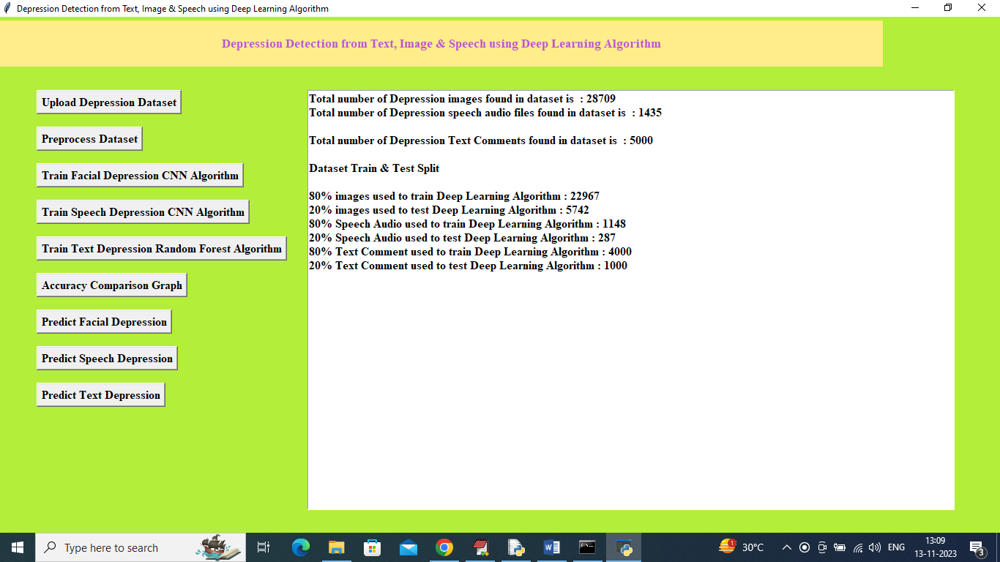 Depression Detection from Text, Image & Speech using Deep Learning Algorithm
Depression Detection from Text, Image & Speech using Deep Learning Algorithm
Upload Depression Dataset
Preprocess Dataset
Train Facial Depression CNN Algorithm
Train Speech Depression CNN Algorithm
Train Text Depression Random Forest Algorithm
Accuracy Comparison Graph
Predict Facial Depression
Predict Speech Depression
Predict Text Depression
Total number of Depression images found in dataset is : 28709
Total number of Depression speech audio files found in dataset is : 1435
Total number of Depression Text Comments found in dataset is : 5000
Dataset Train & Test Split
80% images used to train Deep Learning Algorithm : 22967
20% images used to test Deep Learning Algorithm : 5742
80% Speech Audio used to train Deep Learning Algorithm : 1148
20% Speech Audio used to test Deep Learning Algorithm : 287
80% Text Comment used to train Deep Learning Algorithm : 4000
20% Text Comment used to test Deep Learning Algorithm : 1000
Type here to search
1
30°C
ENG
13:09
13-11-2023
3